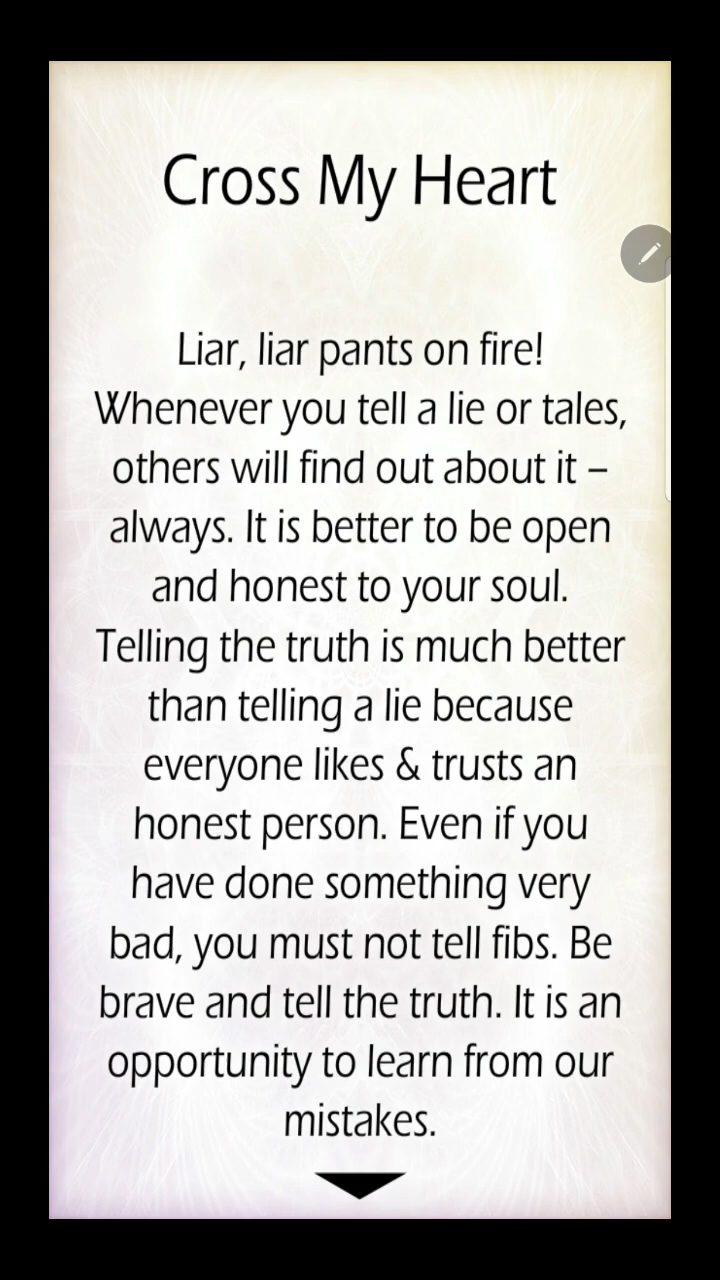 Cross My Heart
Liar, liar pants on fire!
Whenever you tell a lie or tales,
others will find out about it –
always. It is better to be open
and honest to your soul.
Telling the truth is much better
than telling a lie because
everyone likes & trusts an
honest person. Even if you
have done something very
bad, you must not tell fibs. Be
brave and tell the truth. It is an
opportunity to learn from our
mistakes.